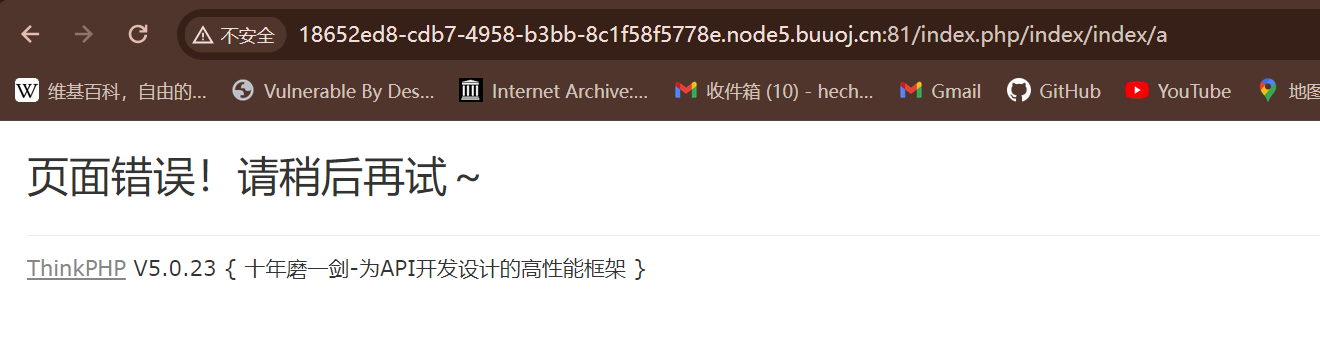 不安全 18652ed8-cdb7-4958-b3bb-8c1f58f5778e.node5.buuoj.cn:81/index.php/index/index/a
维基百科，自由的... Vulnerable By Des... Internet Archive:... 收件箱 (10) - hech... Gmail GitHub YouTube 地图
页面错误！请稍后再试～
ThinkPHP V5.0.23 { 十年磨一剑-为API开发设计的高性能框架 }